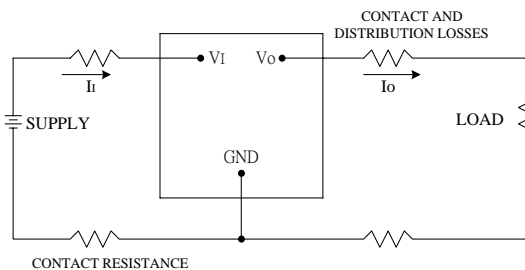 CONTACT AND
DISTRIBUTION LOSSES
VI
VO
II
IO
SUPPLY
LOAD
GND
CONTACT RESISTANCE